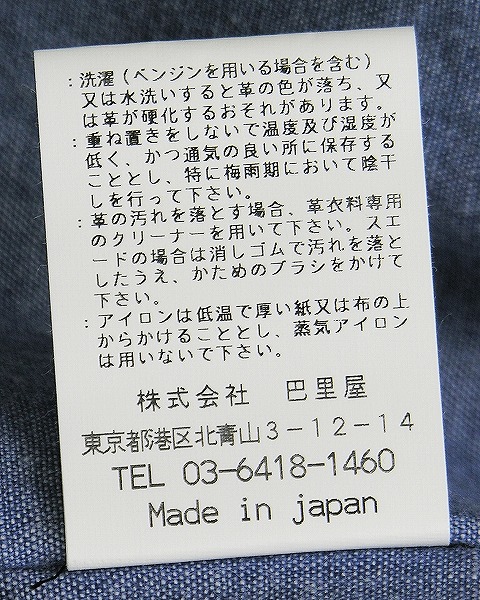 ：洗濯（ベンジンを用いる場合を含む）
又は水洗いすると革の色が落ち、又
は革が硬化するおそれがあります。
：重ね置きをしないで温度及び湿度が
低く、かつ通気の良い所に保存する
こととし、特に梅雨期において陰干
しを行って下さい。
：革の汚れを落とす場合、革衣料専用
のクリーナーを用いて下さい。スエ
ードの場合は消しゴムで汚れを落と
したうえ、かためのブラシをかけて
下さい。
：アイロンは低温で厚い紙又は布の上
からかけることとし、蒸気アイロン
は用いないで下さい。
株式会社　巴里屋
東京都港区北青山３－１２－１４
TEL 03-6418-1460
Made in japan